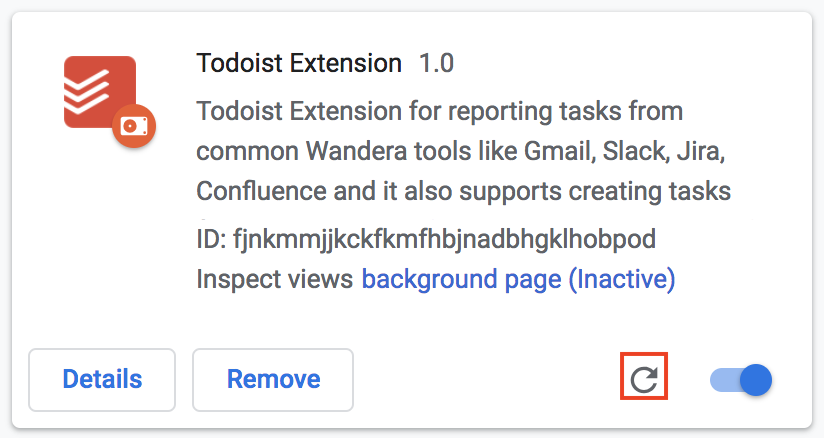 Todoist Extension 1.0
Todoist Extension for reporting tasks from
common Wandera tools like Gmail, Slack, Jira,
Confluence and it also supports creating tasks
ID: fjnkmmjjkckfkmfhbjnadbhgklhobpod
Inspect views background page (Inactive)
Details Remove